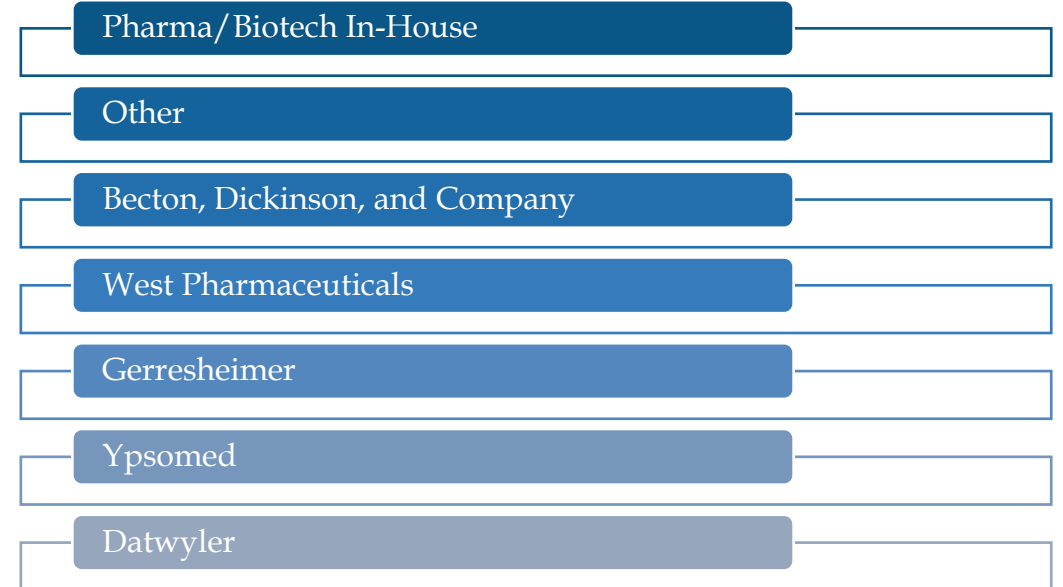 Pharma/Biotech In-House
Other
Becton, Dickinson, and Company
West Pharmaceuticals
Gerresheimer
Ypsomed
Datwyler